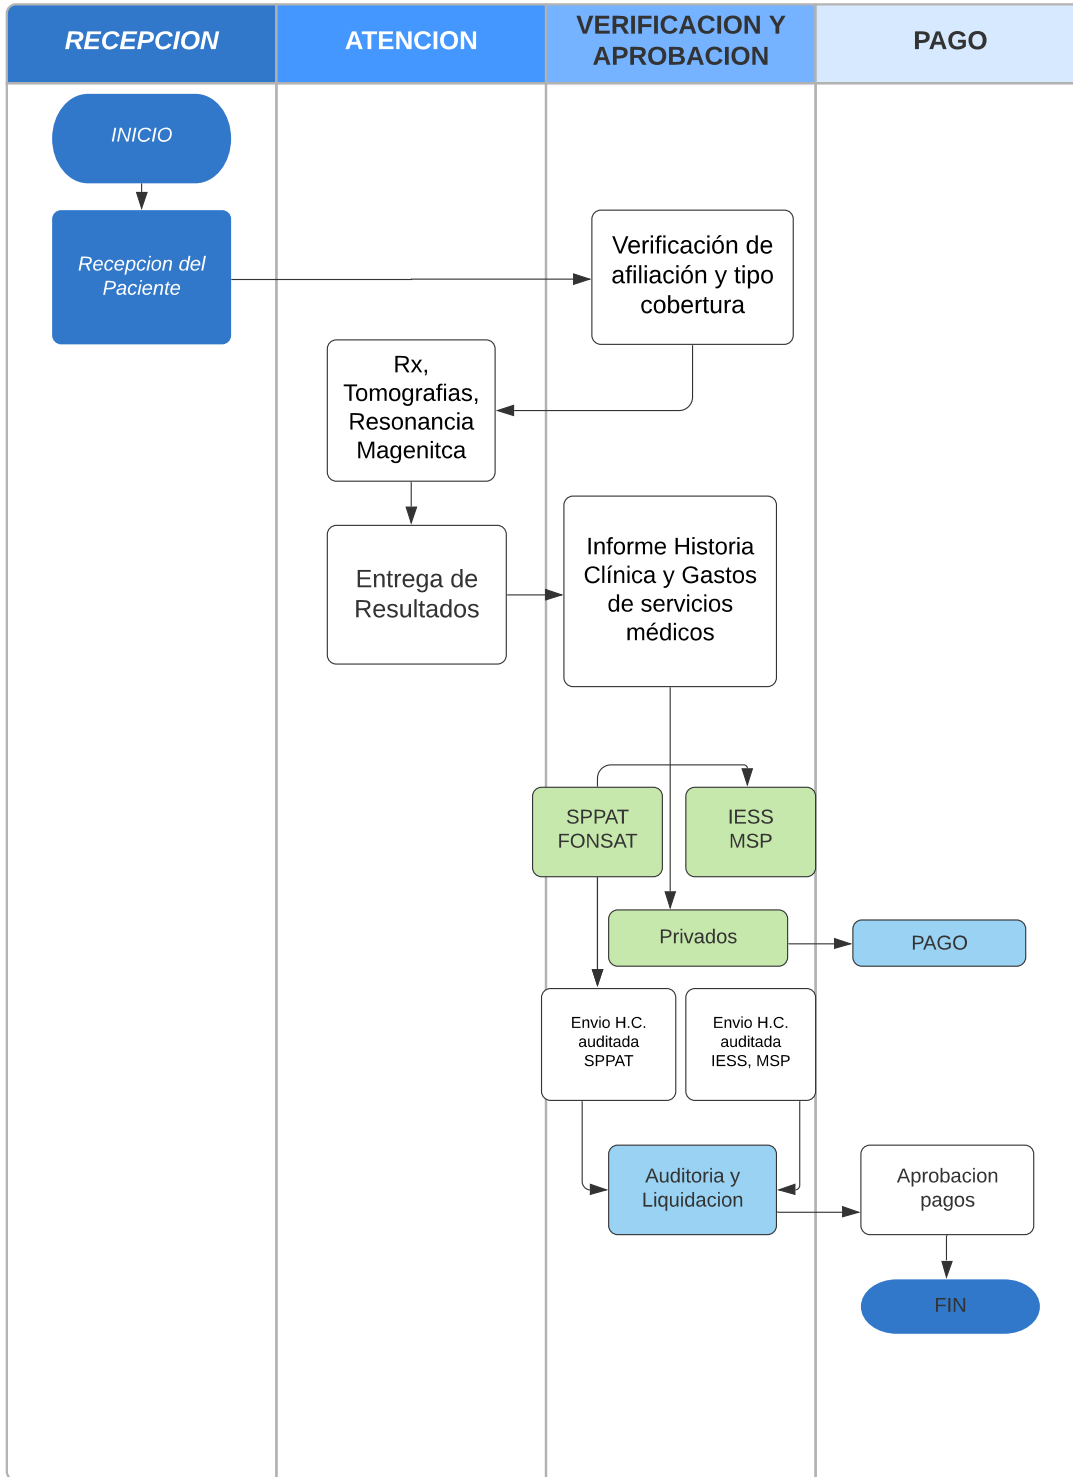 RECEPCION
ATENCION
VERIFICACION Y
APROBACION
PAGO
INICIO
Recepcion del
Paciente
Verificación de
afiliación y tipo
cobertura
Rx,
Tomografias,
Resonancia
Magenitca
Entrega de
Resultados
Informe Historia
Clínica y Gastos
de servicios
médicos
SPPAT
FONSAT
IESS
MSP
Privados
PAGO
Envio H.C.
auditada
SPPAT
Envio H.C.
auditada
IESS, MSP
Auditoria y
Liquidacion
Aprobacion
pagos
FIN